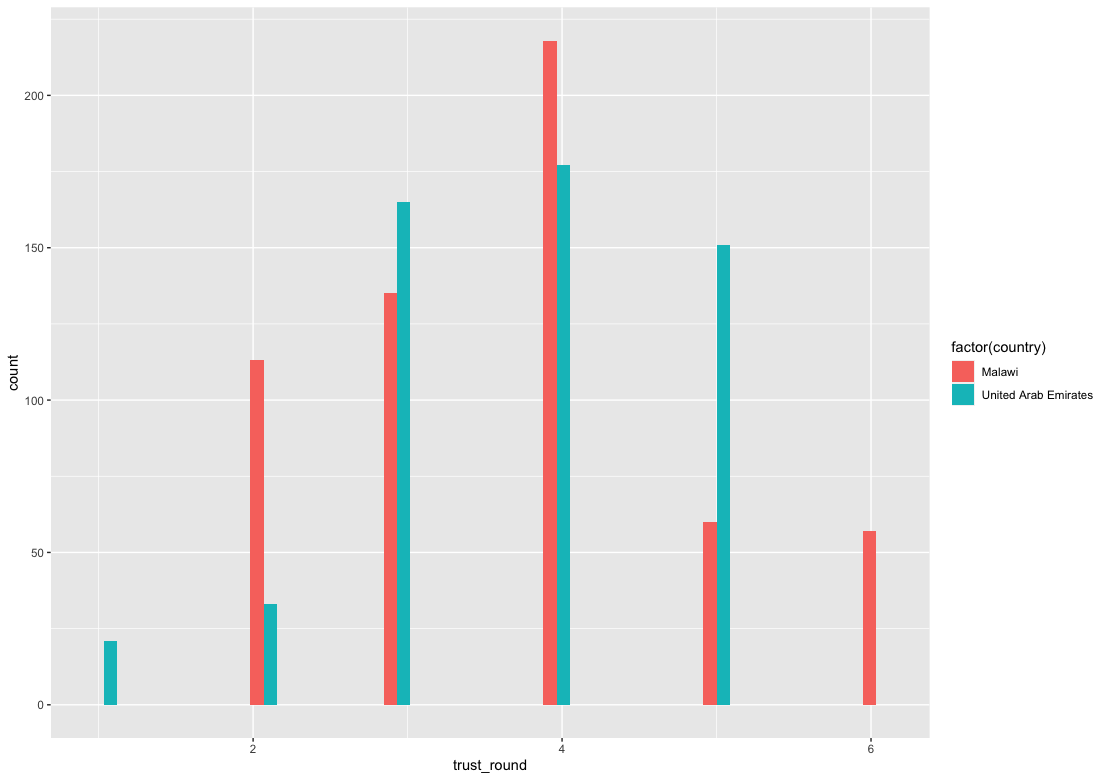 200
150
100
50
0
count
2 4 6
trust_round
factor(country)
Malawi
United Arab Emirates